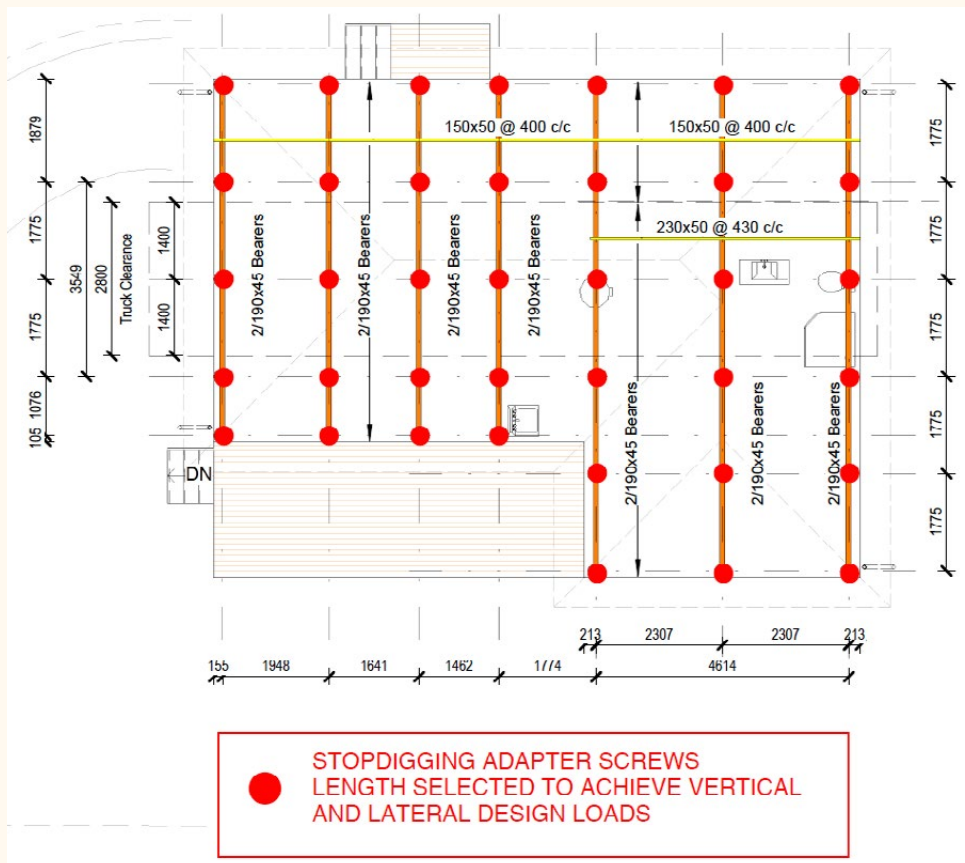 150x50 @ 400 c/c
150x50 @ 400 c/c
230x50 @ 430 c/c
2/190x45 Bearers
2/190x45 Bearers
2/190x45 Bearers
2/190x45 Bearers
2/190x45 Bearers
2/190x45 Bearers
2/190x45 Bearers
1879
1775
1775
1076
105
3549
2800
Truck Clearance
1400
1400
1775
1775
1775
1775
1775
DN
213
2307
2307
213
155
1948
1641
1462
1774
4614
STOPDIGGING ADAPTER SCREWS
LENGTH SELECTED TO ACHIEVE VERTICAL
AND LATERAL DESIGN LOADS